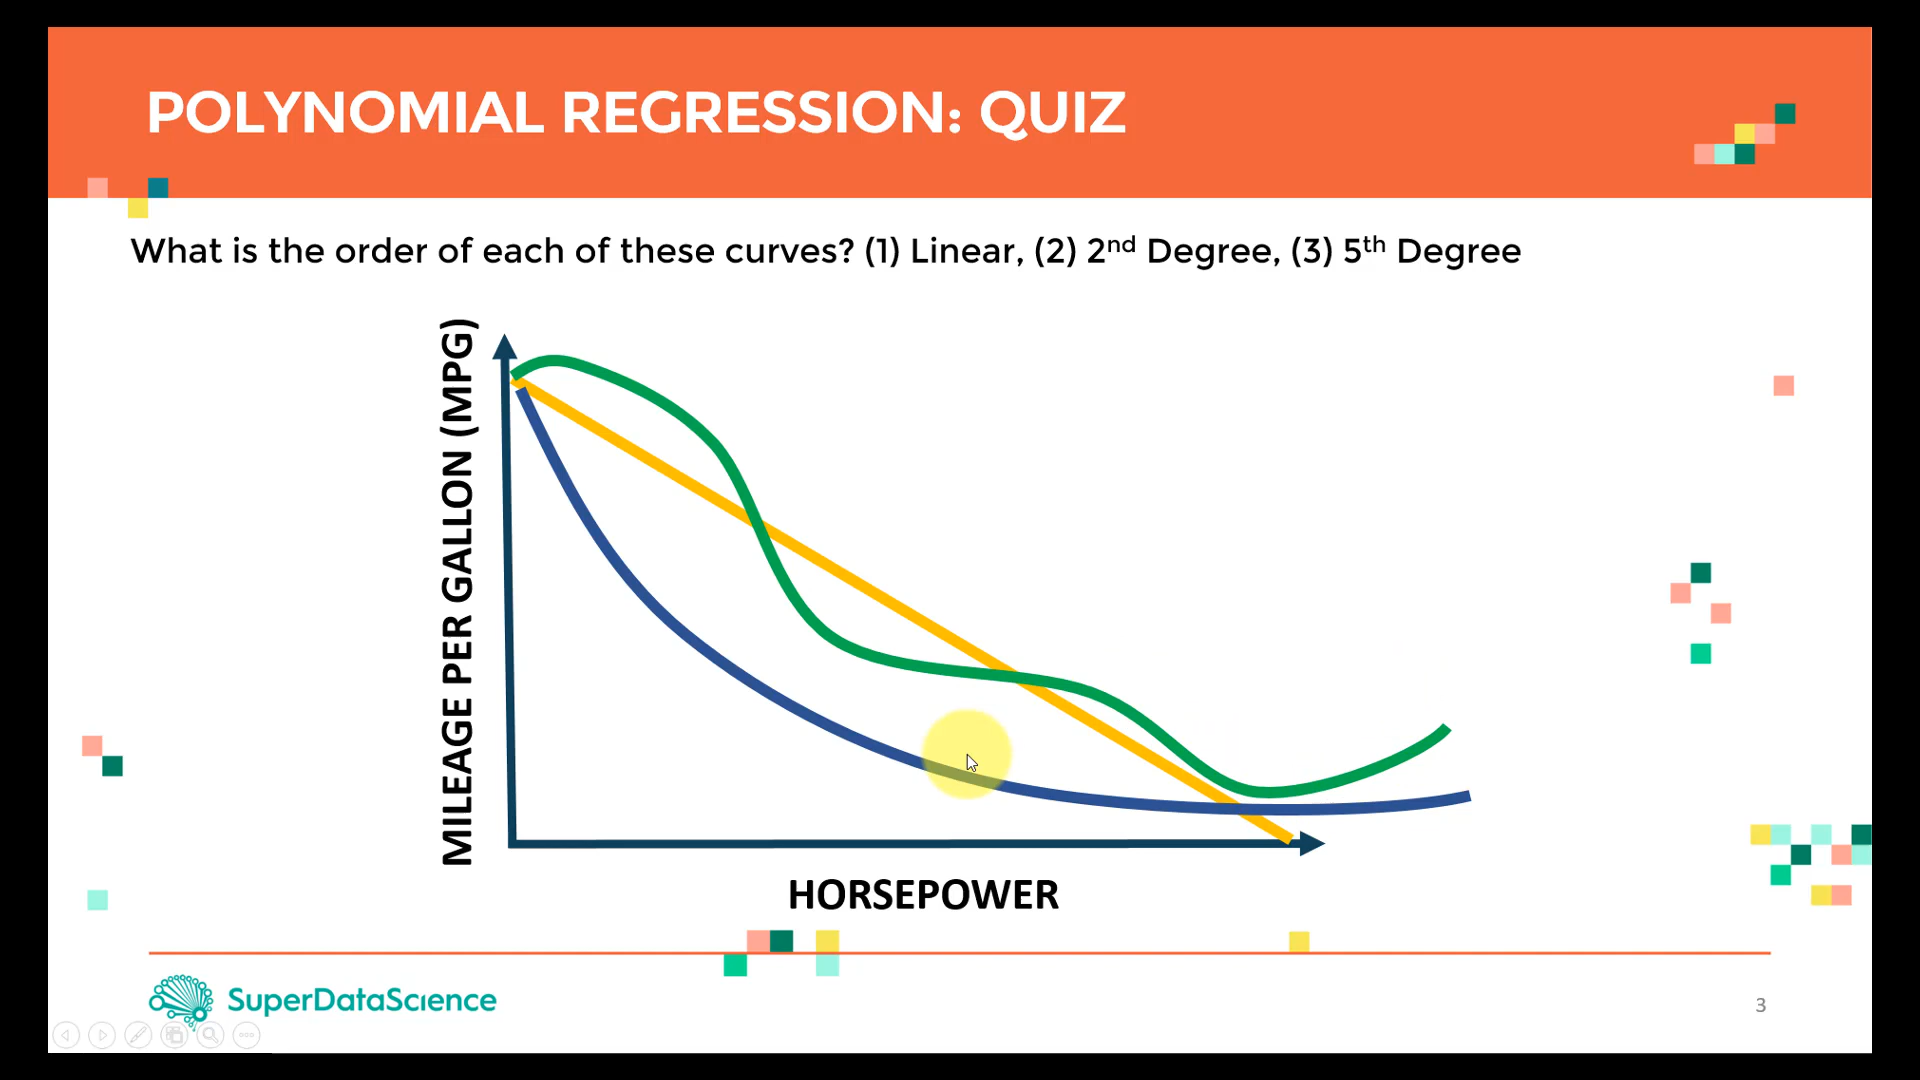 POLYNOMIAL REGRESSION: QUIZ
What is the order of each of these curves? (1) Linear, (2) 2nd Degree, (3) 5th Degree
MILEAGE PER GALLON (MPG)
HORSEPOWER
SuperDataScience
3